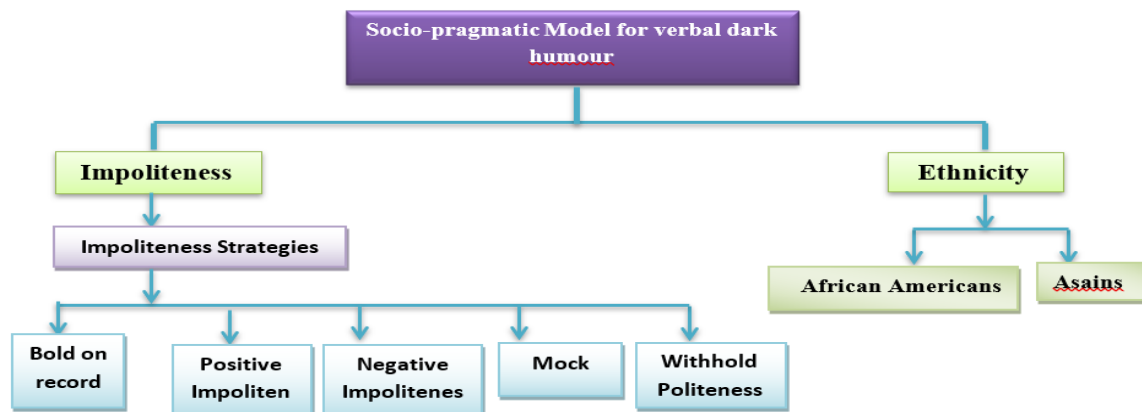 Socio-pragmatic Model for verbal dark
humour
Impoliteness
Ethnicity
Impoliteness Strategies
African Americans
Asains
Bold on
record
Positive
Impoliten
Negative
Impolitenes
Mock
Withhold
Politeness